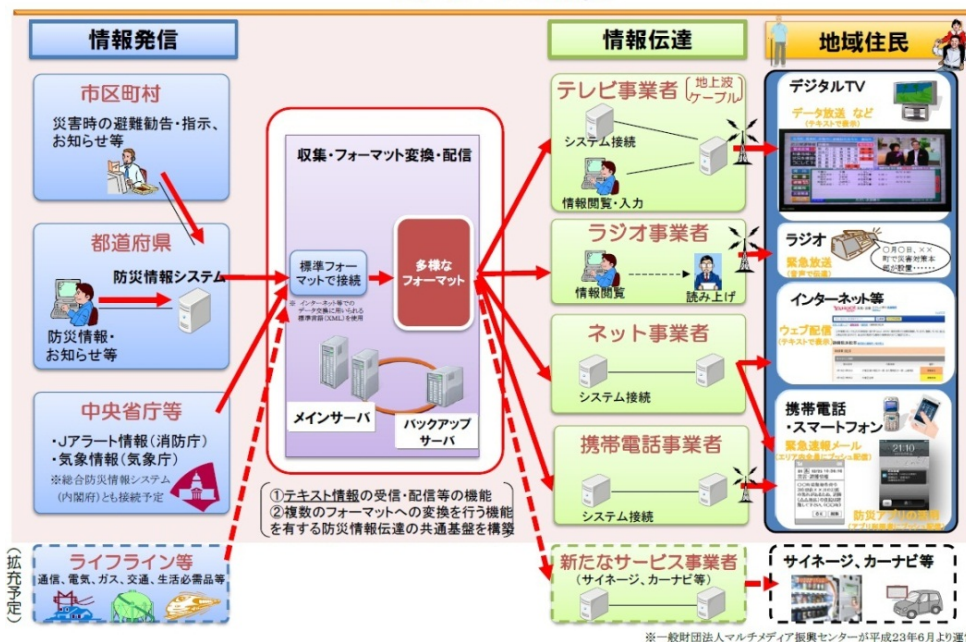 情報発信
市区町村
災害時の避難勧告・指示、
お知らせ等
都道府県
防災情報システム
防災情報・
お知らせ等
中央省庁等
・Jアラート情報(消防庁)
・気象情報(気象庁)
※総合防災情報システム
(内閣府)とも接続予定
(拡充予定)
ライフライン等
通信、電気、ガス、交通、生活必需品等
収集・フォーマット変換・配信
標準フォー
マットで接続
※ インターネット等での
データ交換に用いられる
標準言語(XML)を使用
多様な
フォーマット
メインサーバ
バックアップ
サーバ
①テキスト情報の受信・配信等の機能
②複数のフォーマットへの変換を行う機能
を有する防災情報伝達の共通基盤を構築
情報伝達
テレビ事業者
地上波
ケーブル
システム接続
情報閲覧・入力
ラジオ事業者
情報閲覧
読み上げ
ネット事業者
システム接続
携帯電話事業者
システム接続
新たなサービス事業者
(サイネージ、カーナビ等)
地域住民
デジタルTV
データ放送 など
(テキストで表示)
ラジオ
緊急放送
(音声で伝達)
〇月〇日、××
町で災害対策本
部が設置・・・・・・
インターネット等
YAHOO!
ウェブ配信
(テキストで表示)
携帯電話
・スマートフォン
緊急速報メール
21:10
サイネージ、カーナビ等
※一般財団法人マルチメディア振興センターが平成23年6月より運